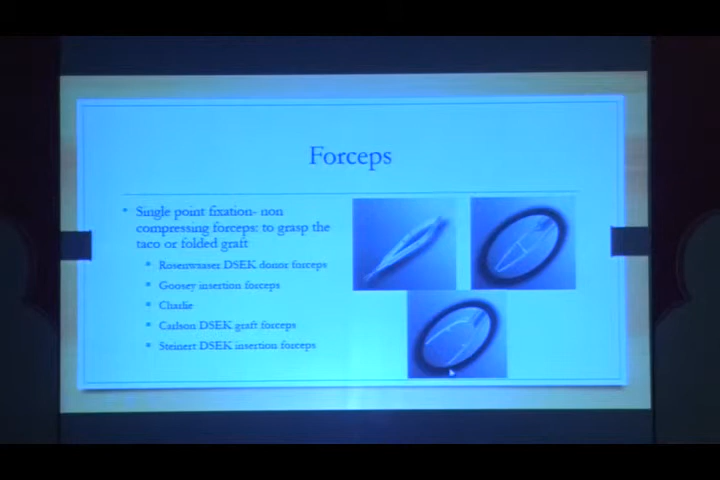 Forceps
• Single point fixation- non
compressing forceps: to grasp the
taco or folded graft
▪ Rosenwasser DSEK donor forceps
▪ Goosey insertion forceps
▪ Charlie
▪ Carlson DSEK graft forceps
▪ Steinert DSEK insertion forceps